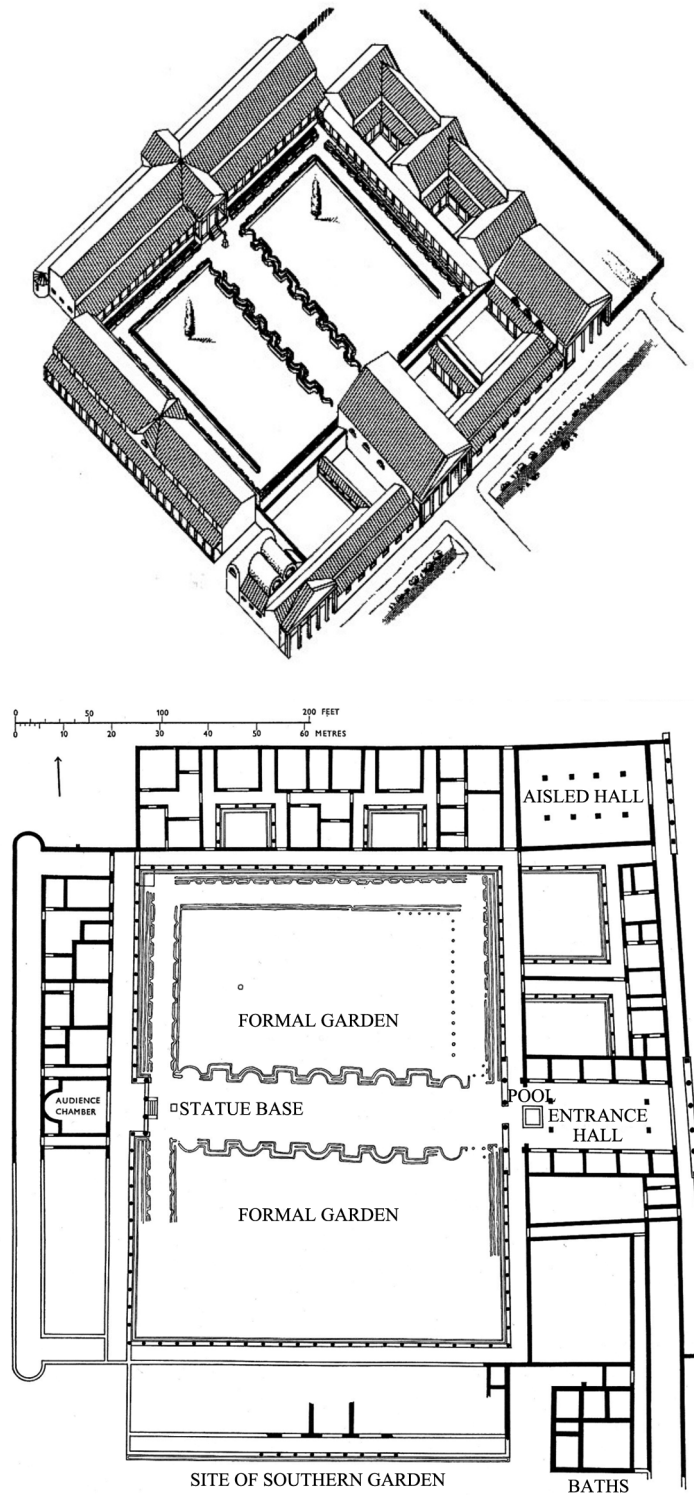 0 50 100 200 FEET
0 10 20 30 40 50 60 METRES
AISLED HALL
FORMAL GARDEN
AUDIENCE
CHAMBER
STATUE BASE
POOL
ENTRANCE
HALL
FORMAL GARDEN
SITE OF SOUTHERN GARDEN
BATHS